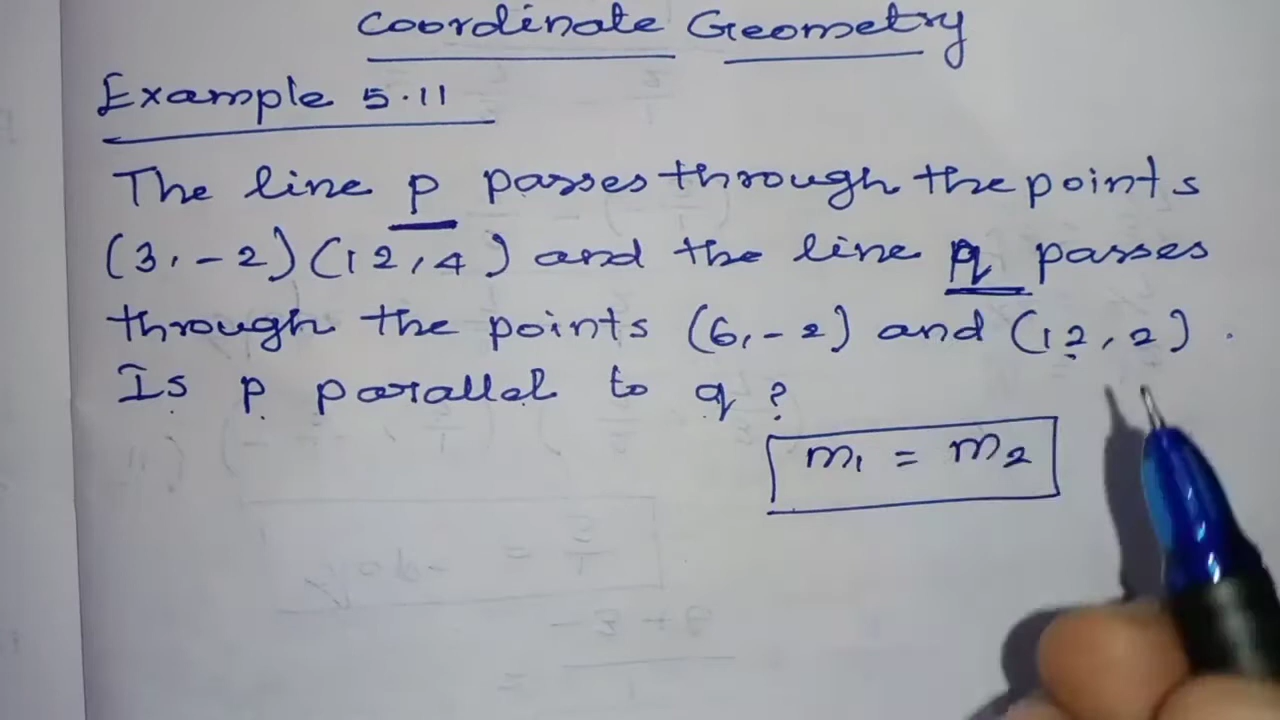 Coordinate Geometry
Example 5.11
The line p passes through the points
(3,-2) (12,4) and the line q passes
through the points (6,-2) and (12,2).
Is p parallel to q?
m1 = m2